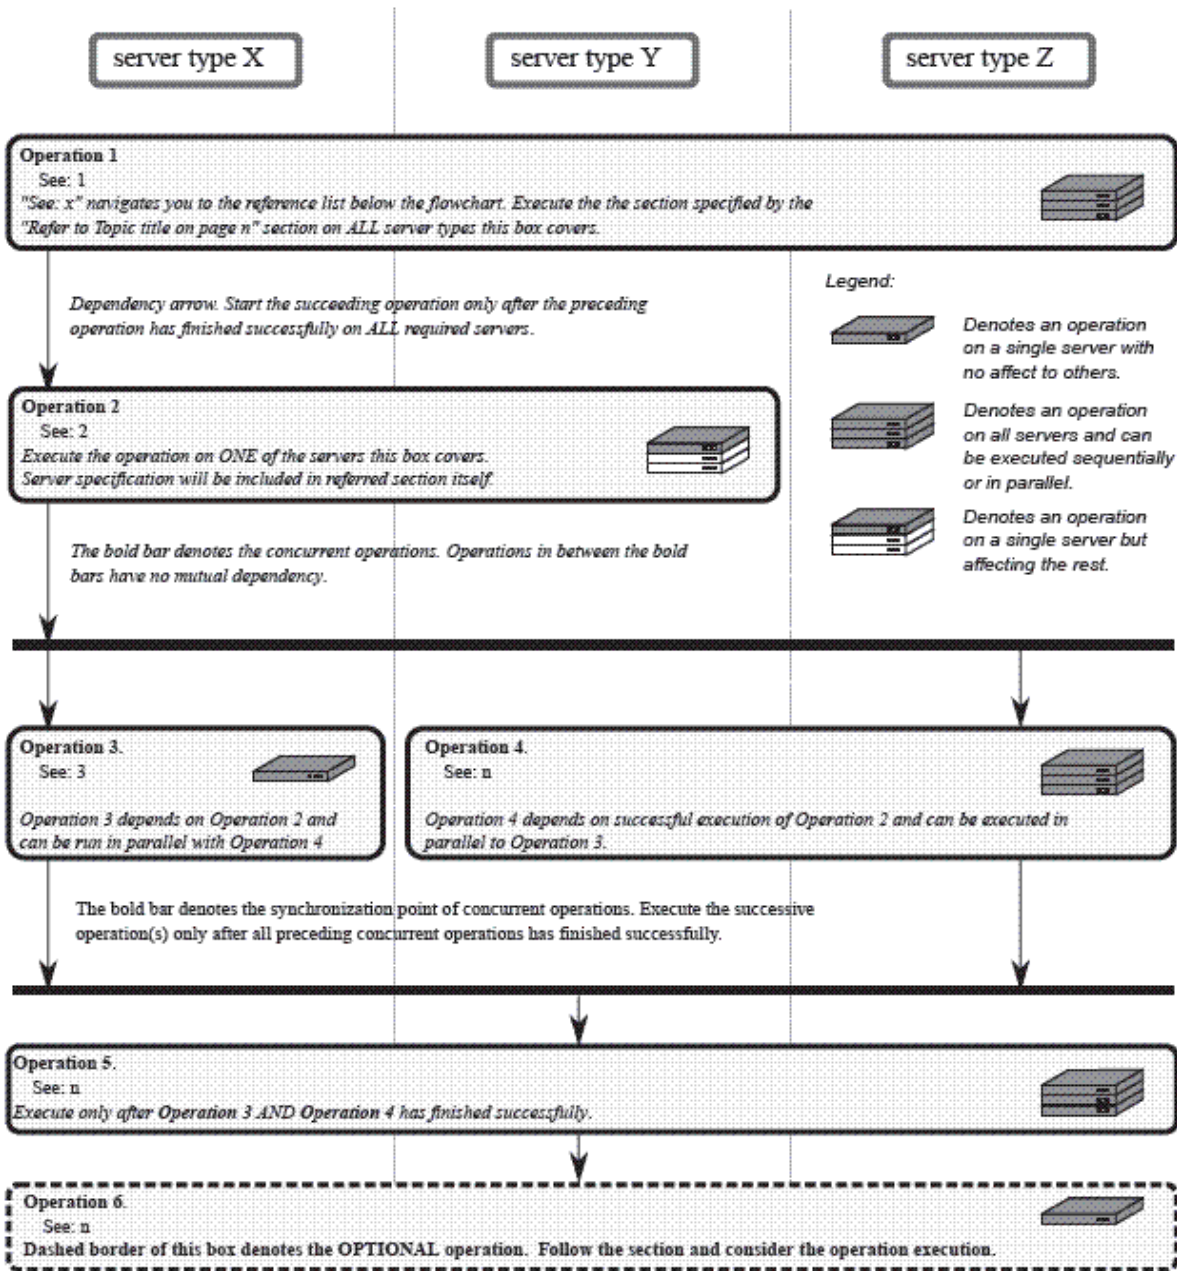 server type X
server type Y
server type Z
Operation 1
See: 1
"See: x" navigates you to the reference list below the flowchart. Execute the the section specified by the
"Refer to Topic title on page n" section on ALL server types this box covers.
Dependency arrow. Start the succeeding operation only after the preceding
operation has finished successfully on ALL required servers.
Legend:
Denotes an operation
on a single server with
no affect to others.
Denotes an operation
on all servers and can
be executed sequentially
or in parallel.
Denotes an operation
on a single server but
affecting the rest.
Operation 2
See: 2
Execute the operation on ONE of the servers this box covers.
Server specification will be included in referred section itself.
The bold bar denotes the concurrent operations. Operations in between the bold
bars have no mutual dependency.
Operation 3.
See: 3
Operation 3 depends on Operation 2 and
can be run in parallel with Operation 4
Operation 4.
See: n
Operation 4 depends on successful execution of Operation 2 and can be executed in
parallel to Operation 3.
The bold bar denotes the synchronization point of concurrent operations. Execute the successive
operation(s) only after all preceding concurrent operations has finished successfully.
Operation 5.
See: n
Execute only after Operation 3 AND Operation 4 has finished successfully.
Operation 6.
See: n
Dashed border of this box denotes the OPTIONAL operation. Follow the section and consider the operation execution.